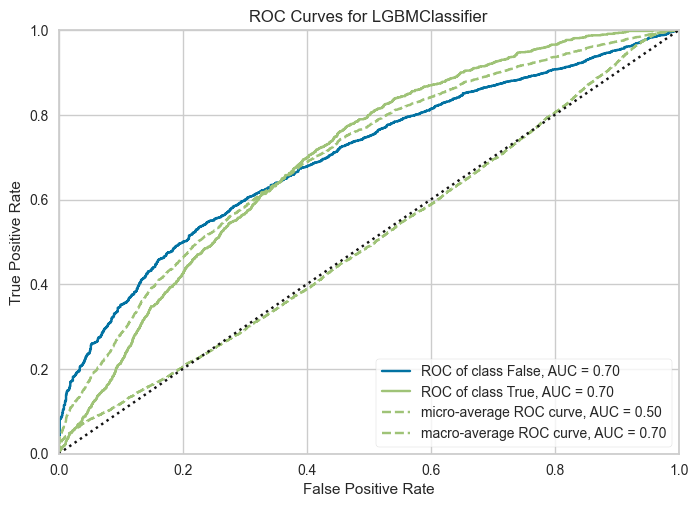 ROC Curves for LGBMClassifier
1.0
0.8
0.6
0.4
0.2
0.0
True Positive Rate
ROC of class False, AUC = 0.70
ROC of class True, AUC = 0.70
micro-average ROC curve, AUC = 0.50
macro-average ROC curve, AUC = 0.70
0.0 0.2 0.4 0.6 0.8 1.0
False Positive Rate